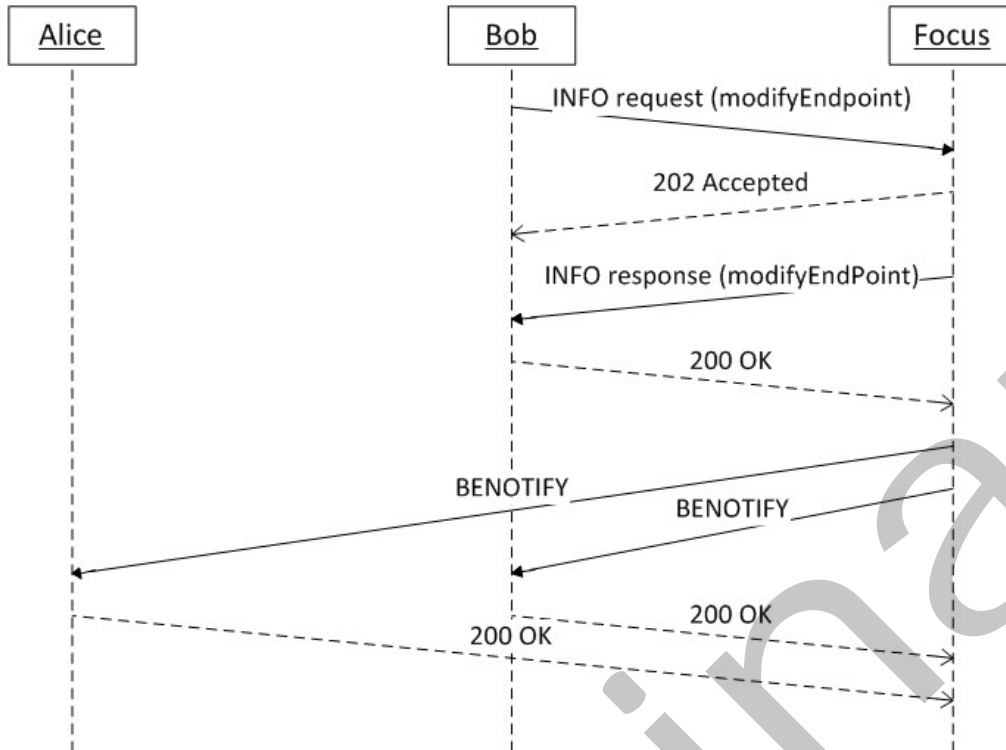 Alice
Bob
Focus
INFO request (modifyEndpoint)
202 Accepted
INFO response (modifyEndPoint)
200 OK
BENOTIFY
BENOTIFY
200 OK
200 OK